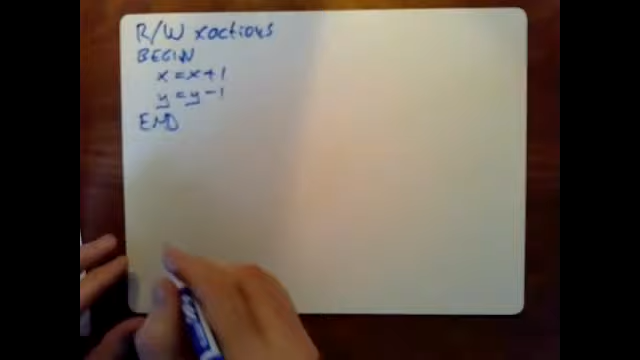 R/W xactions
BEGIN
x = x + 1
y = y - 1
END